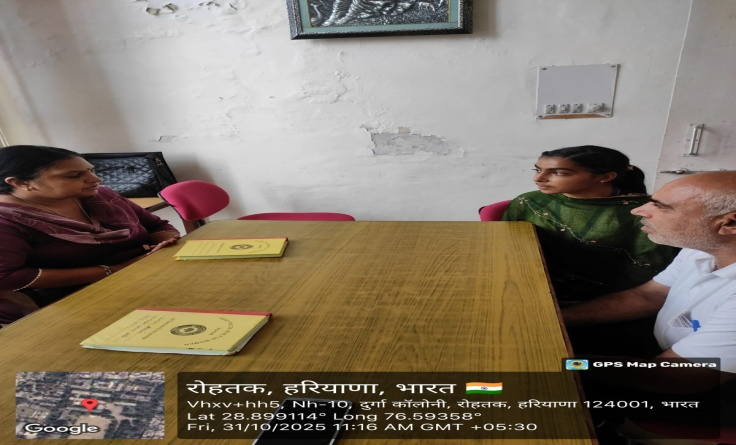 GPS Map Camera
Google
रोहतक, हरियाणा, भारत
Vhxv+hh5, Nh-10, दुर्गा कॉलोनी, रोहतक, हरियाणा 124001, भारत
Lat 28.899114° Long 76.59358°
Fri, 31/10/2025 11:16 AM GMT +05:30